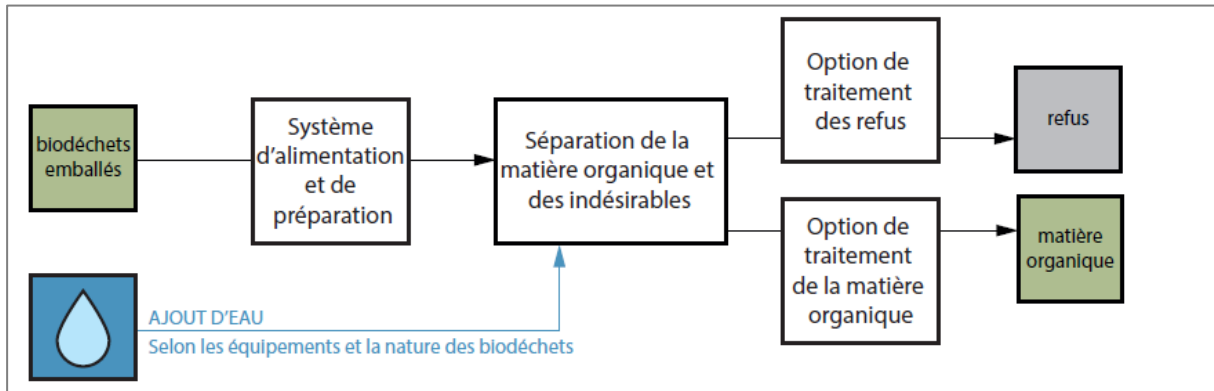 biodéchets
emballés
Système
d'alimentation
et de
préparation
Séparation de la
matière organique et
des indésirables
Option de
traitement
des refus
refus
Option de
traitement
de la matière
organique
matière
organique
AJOUT D'EAU
Selon les équipements et la nature des biodéchets